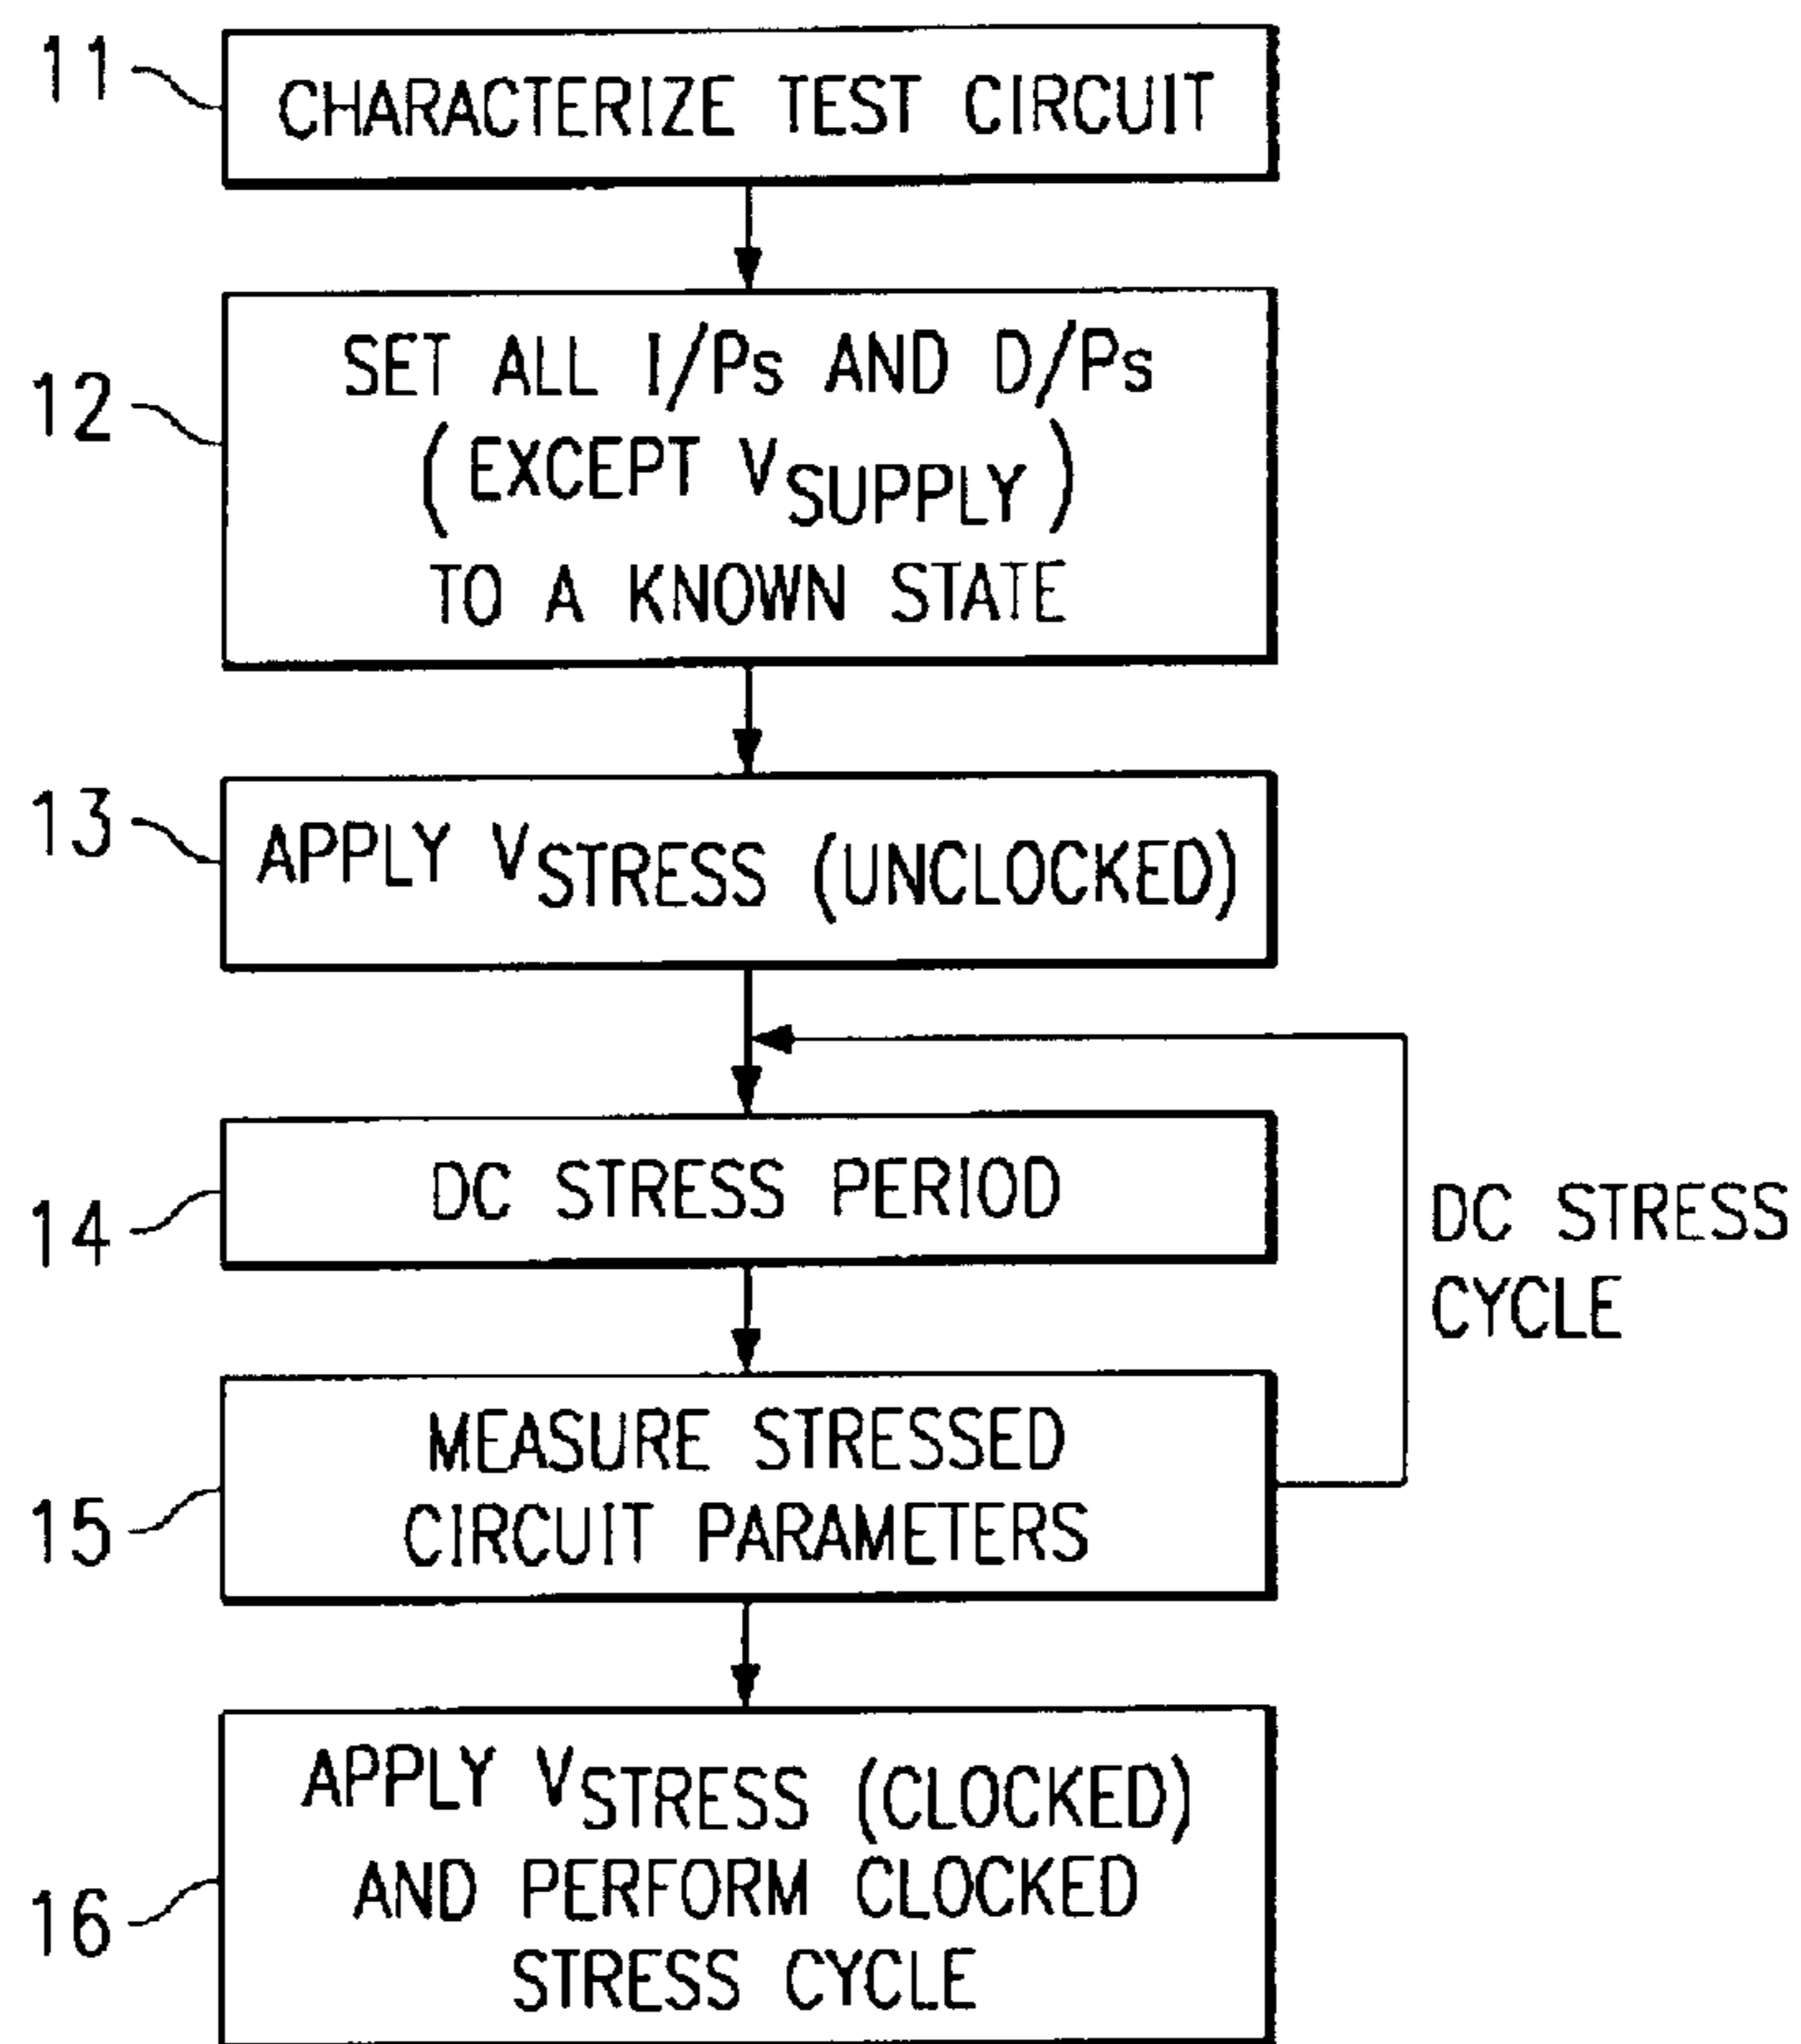 11
CHARACTERIZE TEST CIRCUIT
12
SET ALL I/Ps AND D/Ps
(EXCEPT VSUPPLY)
TO A KNOWN STATE
13
APPLY VSTRESS (UNCLOCKED)
14
DC STRESS PERIOD
DC STRESS
CYCLE
15
MEASURE STRESSED
CIRCUIT PARAMETERS
16
APPLY VSTRESS (CLOCKED)
AND PERFORM CLOCKED
STRESS CYCLE